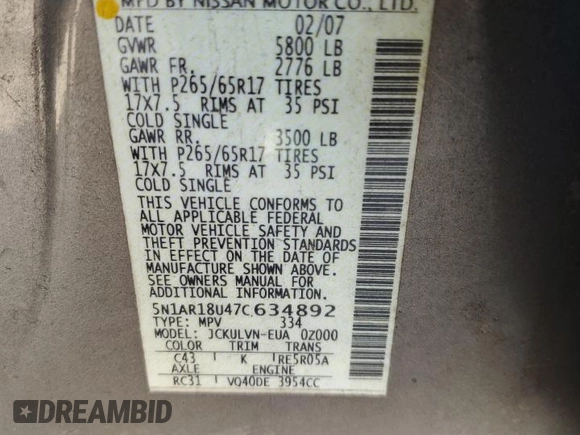 MFD BY NISSAN MOTOR CO., LTD.
DATE 02/07
GVWR 5800 LB
GAWR FR. 2776 LB
WITH P265/65R17 TIRES
17X7.5 RIMS AT 35 PSI
COLD SINGLE
GAWR RR. 3500 LB
WITH P265/65R17 TIRES
17X7.5 RIMS AT 35 PSI
COLD SINGLE
THIS VEHICLE CONFORMS TO
ALL APPLICABLE FEDERAL
MOTOR VEHICLE SAFETY AND
THEFT PREVENTION STANDARDS
IN EFFECT ON THE DATE OF
MANUFACTURE SHOWN ABOVE.
SEE OWNERS MANUAL FOR
ADDITIONAL INFORMATION.
5N1AR18U47C634892
TYPE: MPV 334
MODEL: JCKULVN-EUA 0Z000
COLOR TRIM TRANS
C43 K RE5R05A
AXLE ENGINE
RC31 VQ40DE 3954CC
DREAMBID